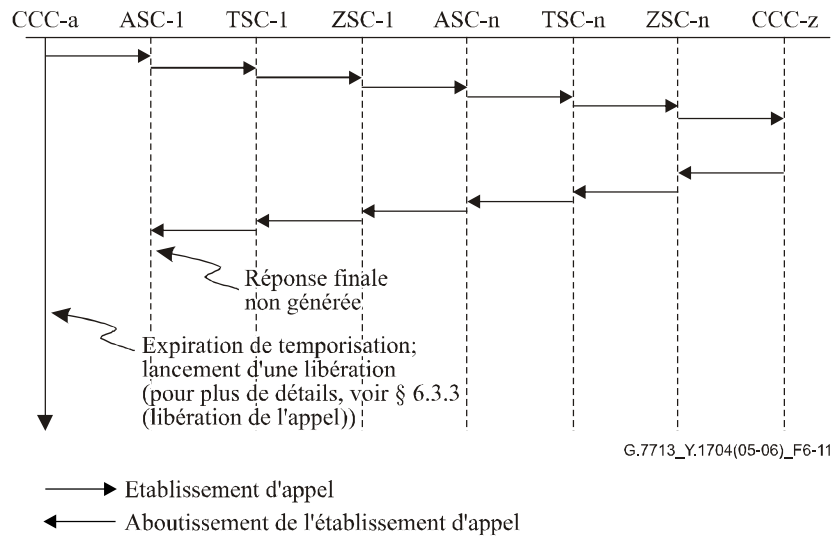 CCC-a ASC-1 TSC-1 ZSC-1 ASC-n TSC-n ZSC-n CCC-z
Réponse finale
non générée
Expiration de temporisation;
lancement d'une libération
(pour plus de détails, voir § 6.3.3
(libération de l'appel))
G.7713_Y.1704(05-06)_F6-11
Etablissement d'appel
Aboutissement de l'établissement d'appel